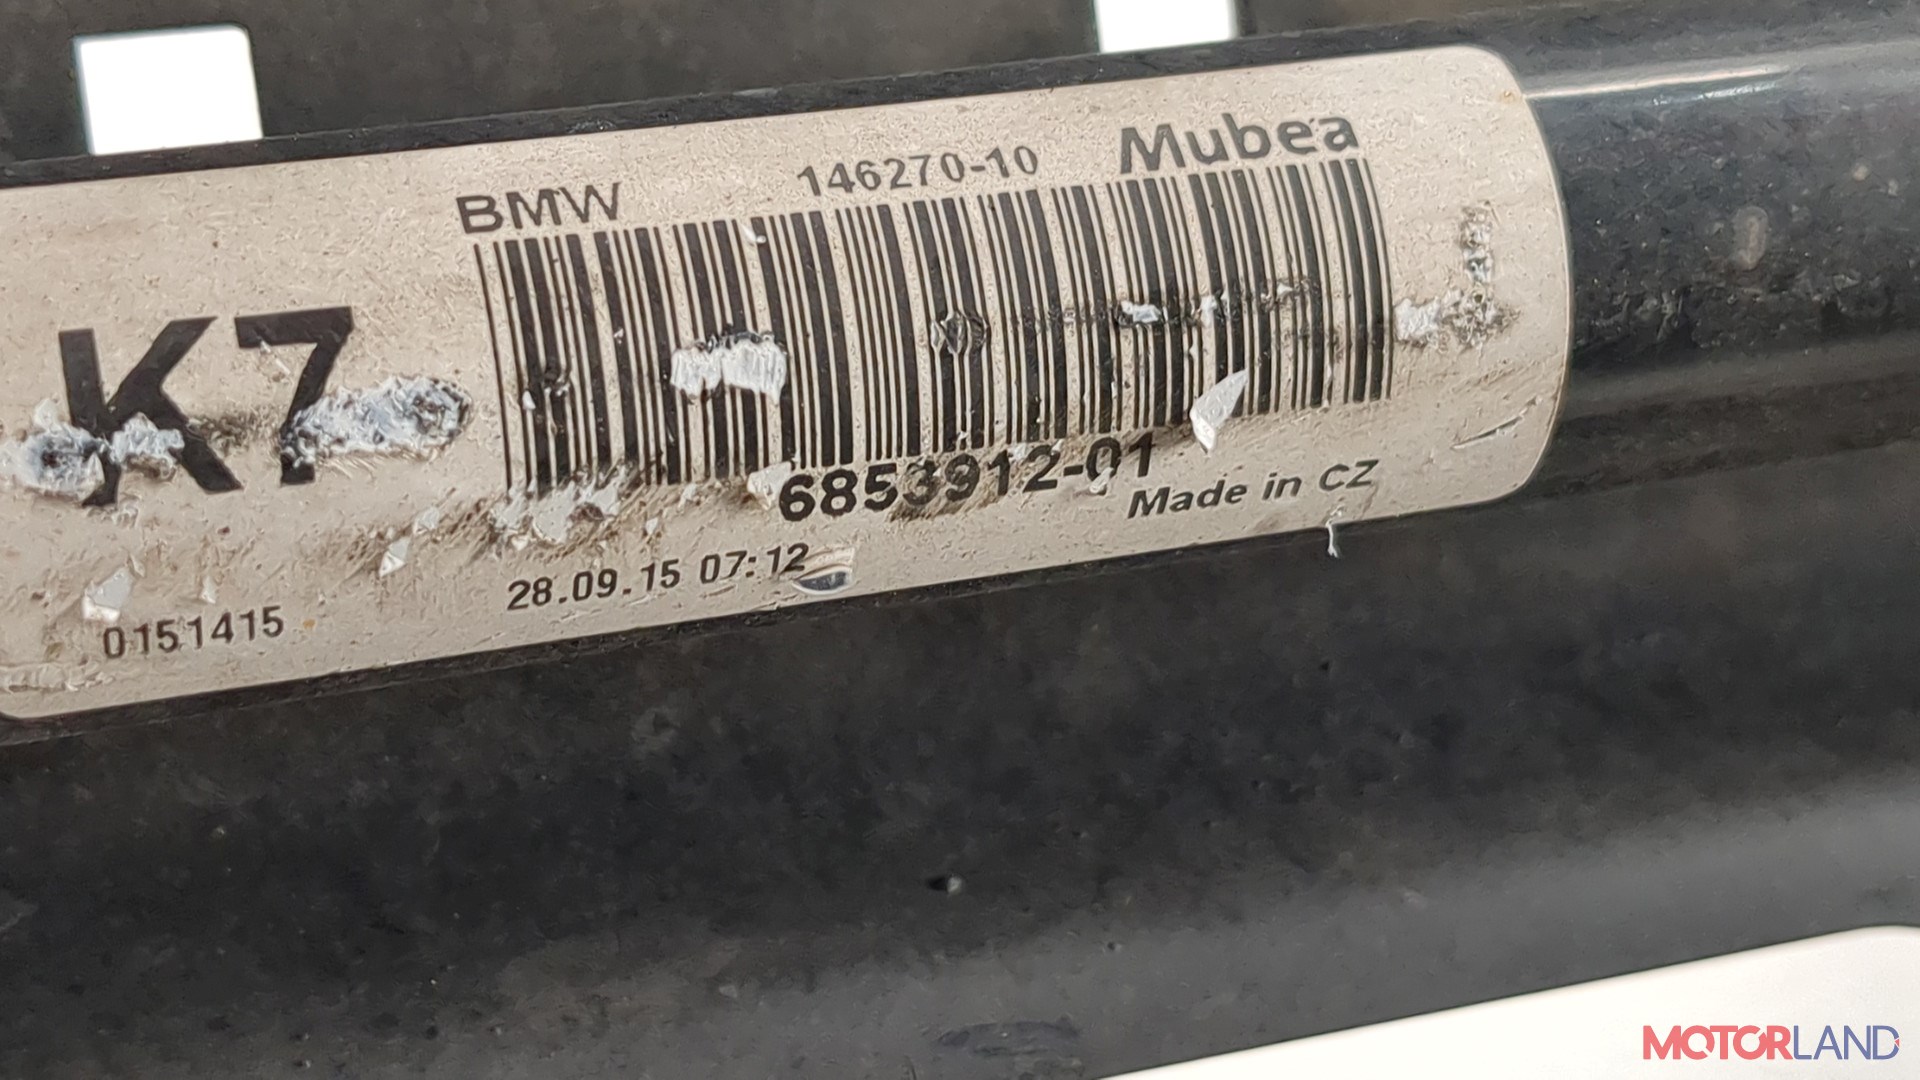 BMW 146270-10 Mubea
K7
6853912-01
Made in CZ
28.09.15 07:12
0151415
MOTORLAND